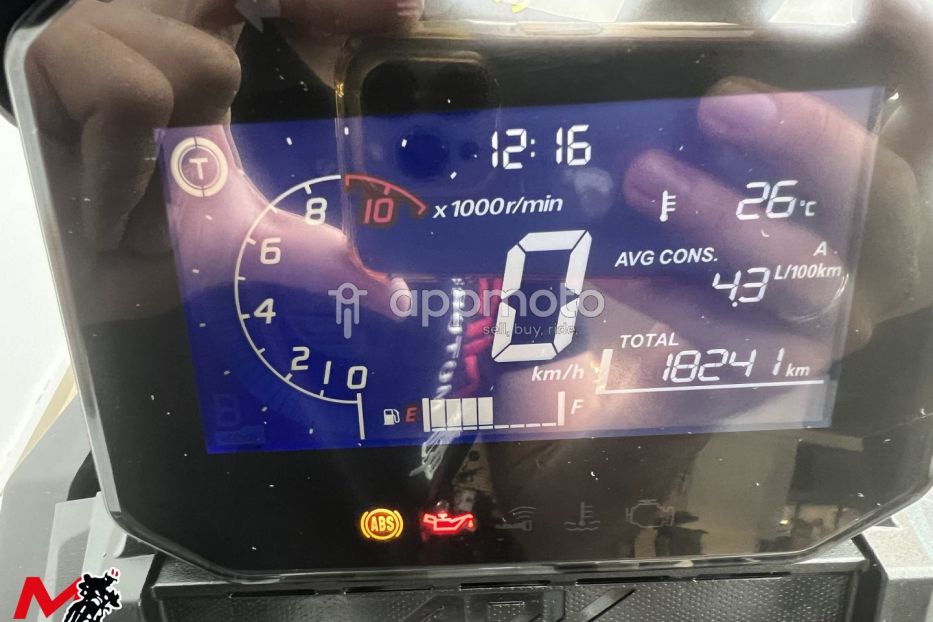 12:16
T
8
10
x 1000r/min
26°C
6
AVG CONS.
A
4.3 L/100km
4
appmoto
sell, buy, ride.
0
TOTAL
18241 km
2 1 0
km/h
E F
ABS
M